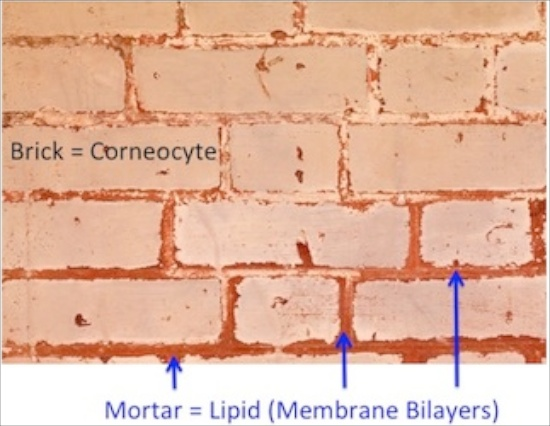 Brick = Corneocyte
Mortar = Lipid (Membrane Bilayers)